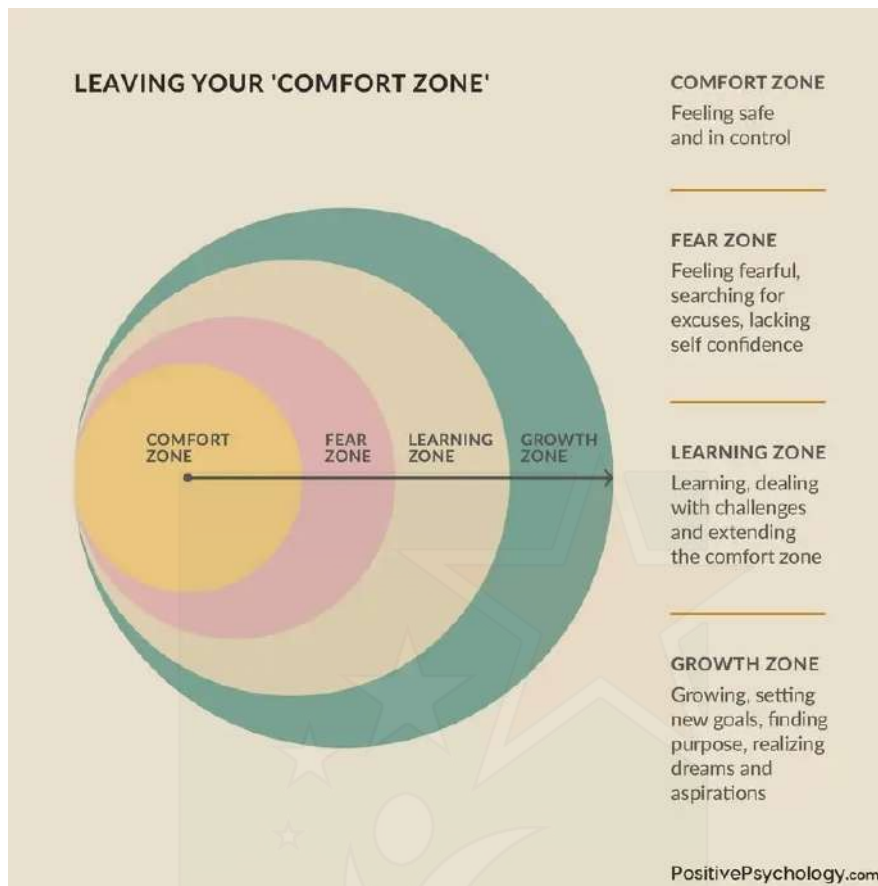 LEAVING YOUR 'COMFORT ZONE'
COMFORT
ZONE
FEAR
ZONE
LEARNING
ZONE
GROWTH
ZONE
COMFORT ZONE
Feeling safe
and in control
FEAR ZONE
Feeling fearful,
searching for
excuses, lacking
self confidence
LEARNING ZONE
Learning, dealing
with challenges
and extending
the comfort zone
GROWTH ZONE
Growing, setting
new goals, finding
purpose, realizing
dreams and
aspirations
PositivePsychology.com